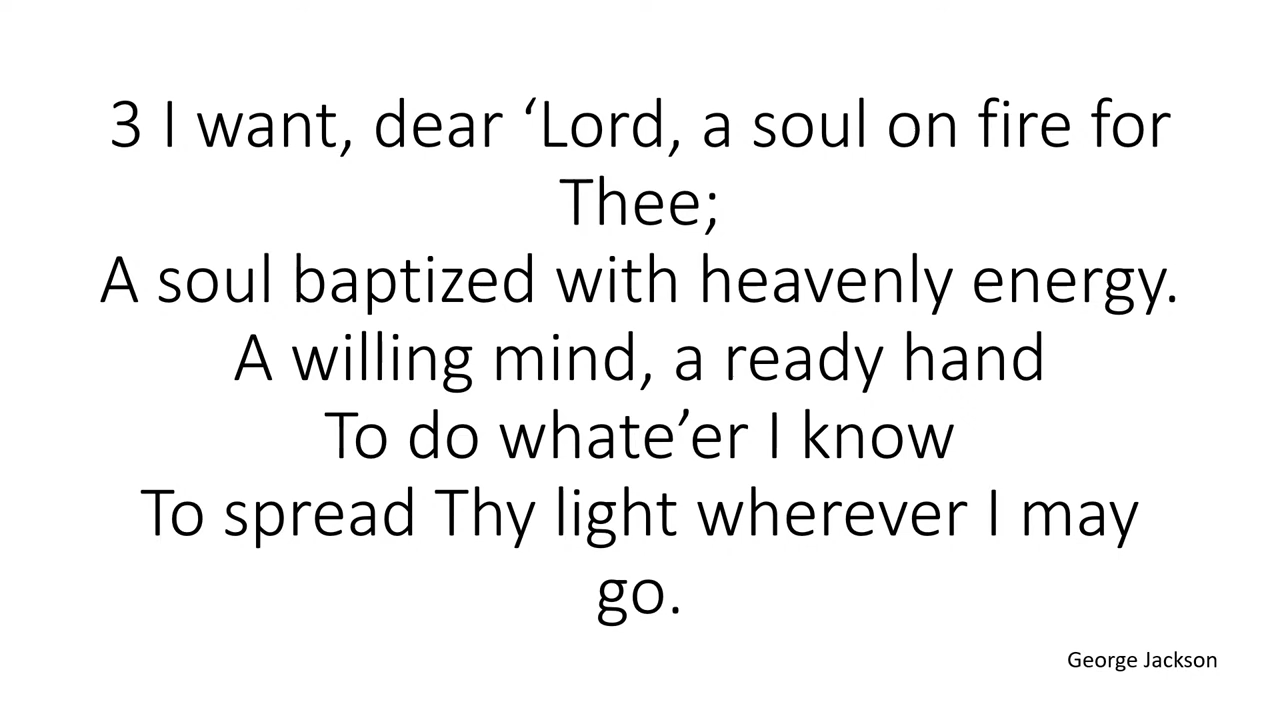 3 I want, dear ‘Lord, a soul on fire for
Thee;
A soul baptized with heavenly energy.
A willing mind, a ready hand
To do whate’er I know
To spread Thy light wherever I may
go.
George Jackson